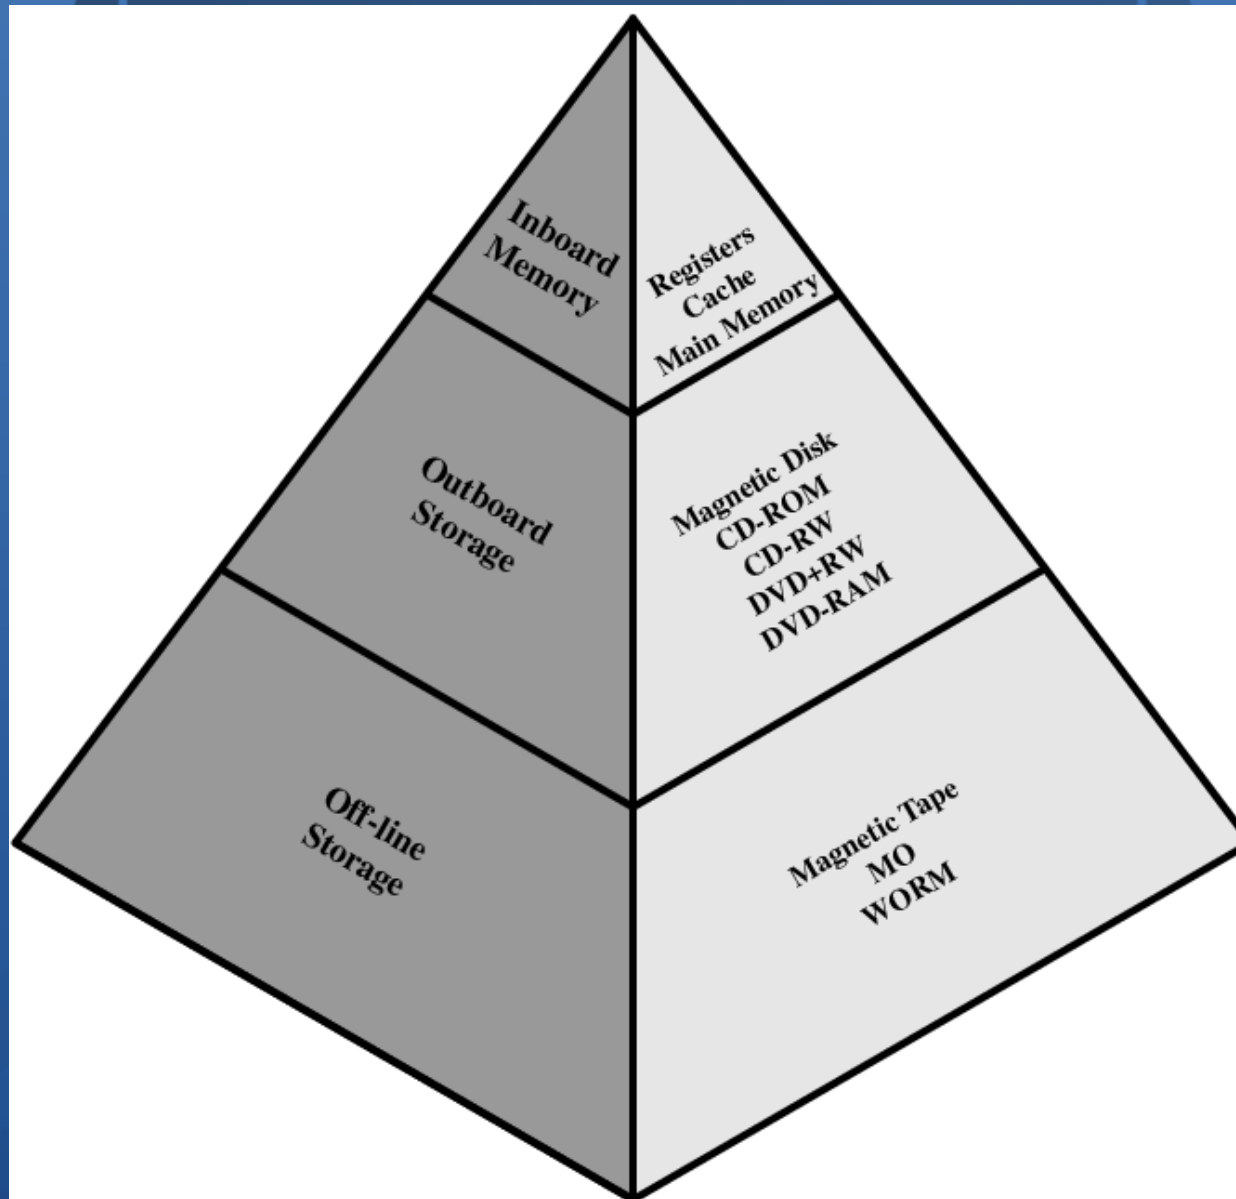 Inboard
Memory
Registers
Cache
Main Memory
Outboard
Storage
Magnetic Disk
CD-ROM
CD-RW
DVD+RW
DVD-RAM
Off-line
Storage
Magnetic Tape
MO
WORM